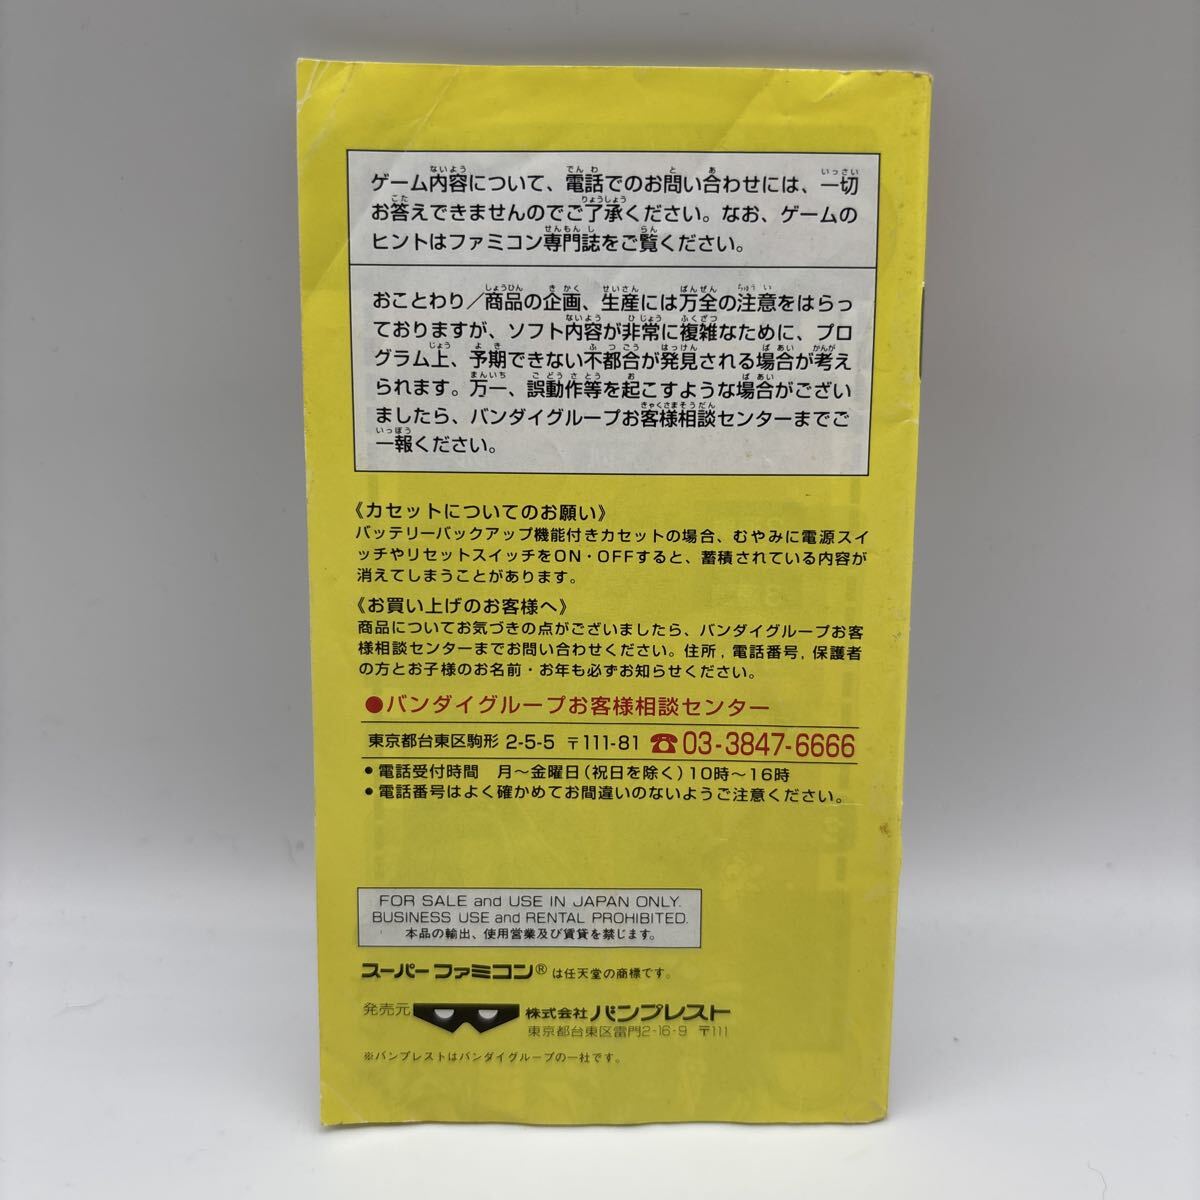 ゲーム内容について、電話でのお問い合わせには、一切
お答えできませんのでご了承ください。なお、ゲームの
ヒントはファミコン専門誌をご覧ください。
おことわり/商品の企画、生産には万全の注意をはらっ
ておりますが、ソフト内容が非常に複雑なために、プロ
グラム上、予期できない不都合が発見される場合が考え
られます。万一、誤動作等を起こすような場合がござい
ましたら、バンダイグループお客様相談センターまでご
一報ください。
《カセットについてのお願い》
バッテリーバックアップ機能付きカセットの場合、むやみに電源スイ
ッチやリセットスイッチをON・OFFすると、蓄積されている内容が
消えてしまうことがあります。
《お買い上げのお客様へ》
商品についてお気づきの点がございましたら、バンダイグループお客
様相談センターまでお問い合わせください。住所，電話番号，保護者
の方とお子様のお名前・お年も必ずお知らせください。
●バンダイグループお客様相談センター
東京都台東区駒形 2-5-5 〒111-81 ☎03-3847-6666
●電話受付時間 月～金曜日(祝日を除く)10時～16時
●電話番号はよく確かめてお間違いのないようご注意ください。
FOR SALE and USE IN JAPAN ONLY.
BUSINESS USE and RENTAL PROHIBITED.
本品の輸出、使用営業及び賃貸を禁じます。
スーパーファミコン®は任天堂の商標です。
発売元 株式会社 バンプレスト
東京都台東区雷門2-16-9 〒111
※バンプレストはバンダイグループの一社です。